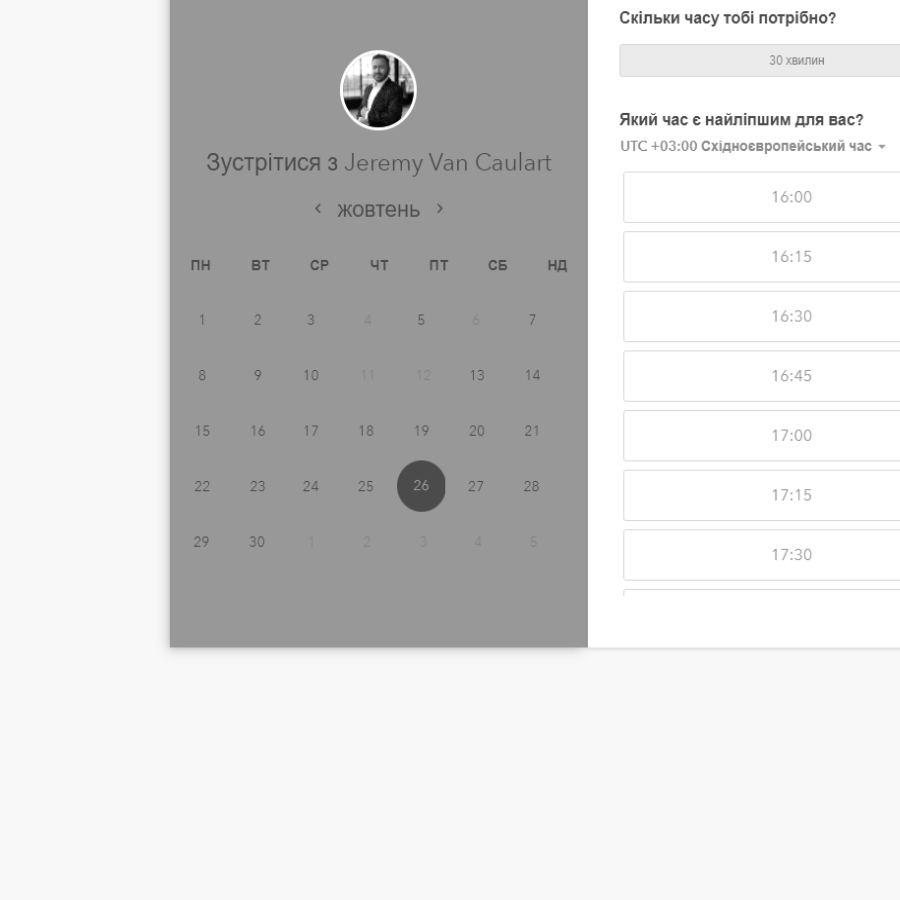 Зустрітися з Jeremy Van Caulart
‹ жовтень ›
ПН ВТ СР ЧТ ПТ СБ НД
1 2 3 4 5 6 7
8 9 10 11 12 13 14
15 16 17 18 19 20 21
22 23 24 25 26 27 28
29 30 1 2 3 4 5
Скільки часу тобі потрібно?
30 хвилин
Який час є найліпшим для вас?
UTC +03:00 Східноєвропейський час
16:00
16:15
16:30
16:45
17:00
17:15
17:30